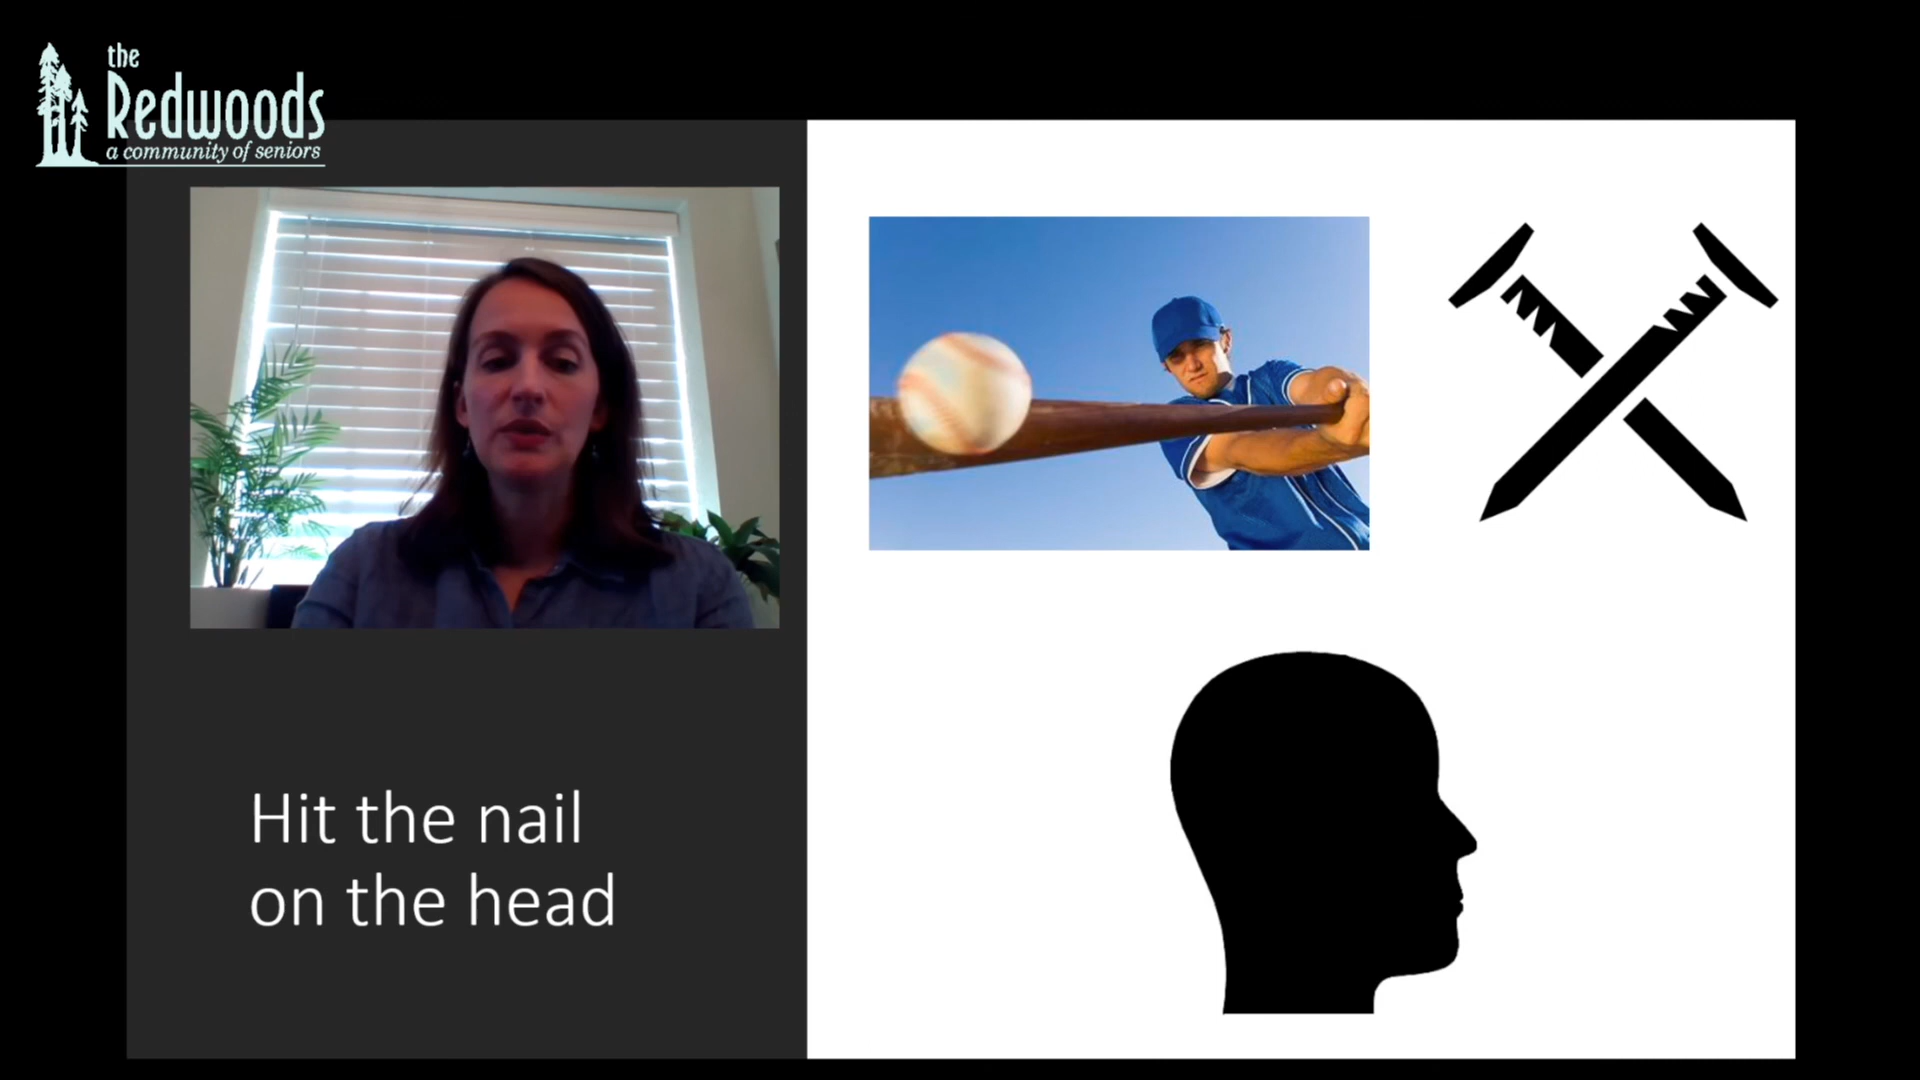 the
Redwoods
a community of seniors
Hit the nail
on the head